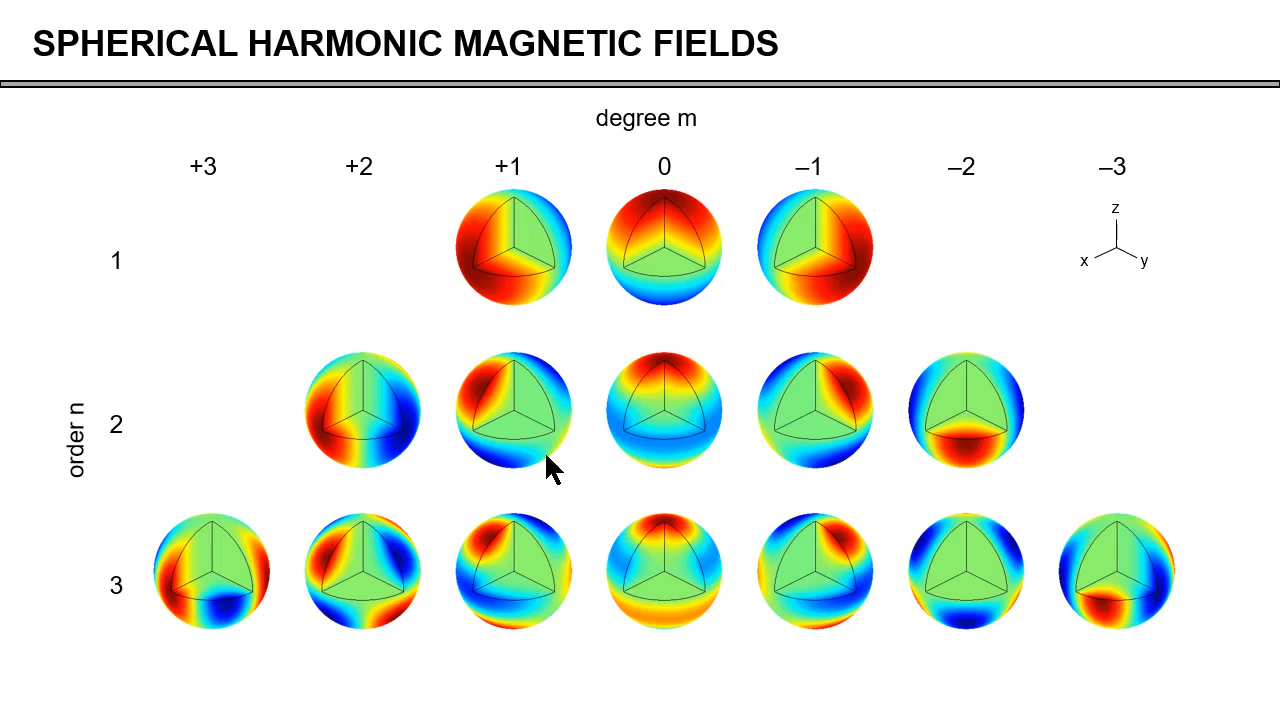 SPHERICAL HARMONIC MAGNETIC FIELDS
degree m
+3 +2 +1 0 –1 –2 –3
z
x y
1
order n
2
3